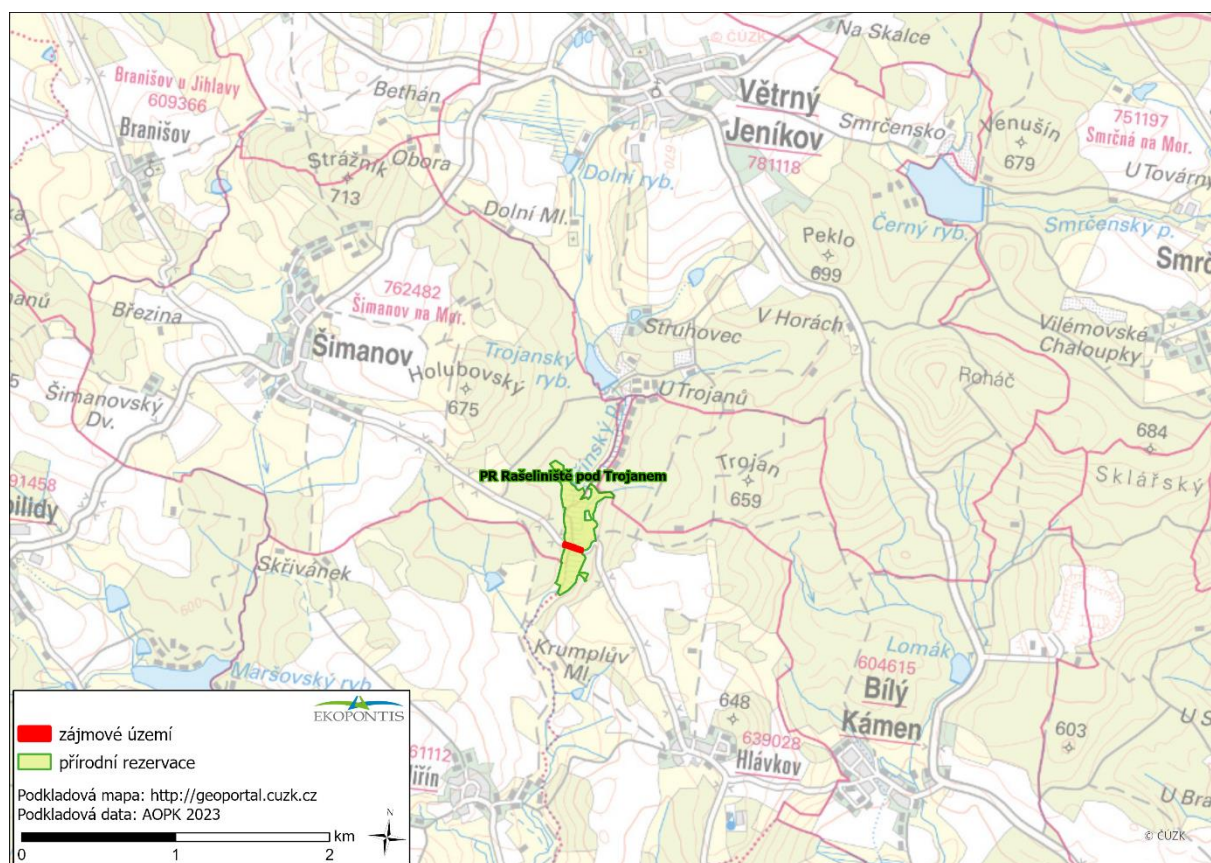 © ČÚZK
Na Skalce
Branišov u Jihlavy
609366
Branišov
Bethán
Větrný
Jeníkov
781118
Smrčensko
Xenušín
679
751197
Smrčná na Mor.
U Továrny
Strážník
713
Obora
670
Dolní ryb.
Dolní Ml.
Černý ryb.
Smrčenský p.
Peklo
699
762482
Šimanov na Mor.
Březina
Šimanov
Struhovec
V Horách
Vilémovské
Chaloupky
Trojanský
ryb.
Holubovský
675
U Trojanů
Roháč
Šimanovský
Dv.
684
Sklářský
PR Rašeliniště pod Trojanem
Trojan
659
Skřivánek
600
Maršovský ryb.
Krumplův
Ml.
Lomák
604615
Bílý
Kámen
648
639028
Hlávkov
603
EKOPONTIS
zájmové území
přírodní rezervace
Podkladová mapa: http://geoportal.cuzk.cz
Podkladová data: AOPK 2023
N
km
0 1 2
© ČÚZK